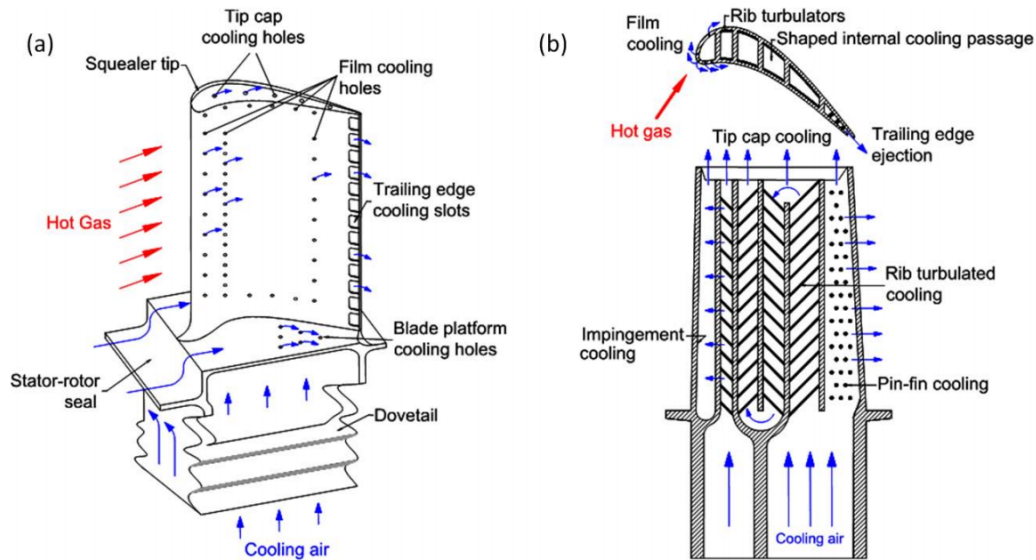 (a)
Tip cap
cooling holes
Squealer tip
Film cooling
holes
Hot Gas
Trailing edge
cooling slots
Blade platform
cooling holes
Stator-rotor
seal
Dovetail
Cooling air
(b)
Rib turbulators
Shaped internal cooling passage
Film
cooling
Hot gas
Tip cap cooling
Trailing edge
ejection
Rib turbulated
cooling
Impingement
cooling
Pin-fin cooling
Cooling air